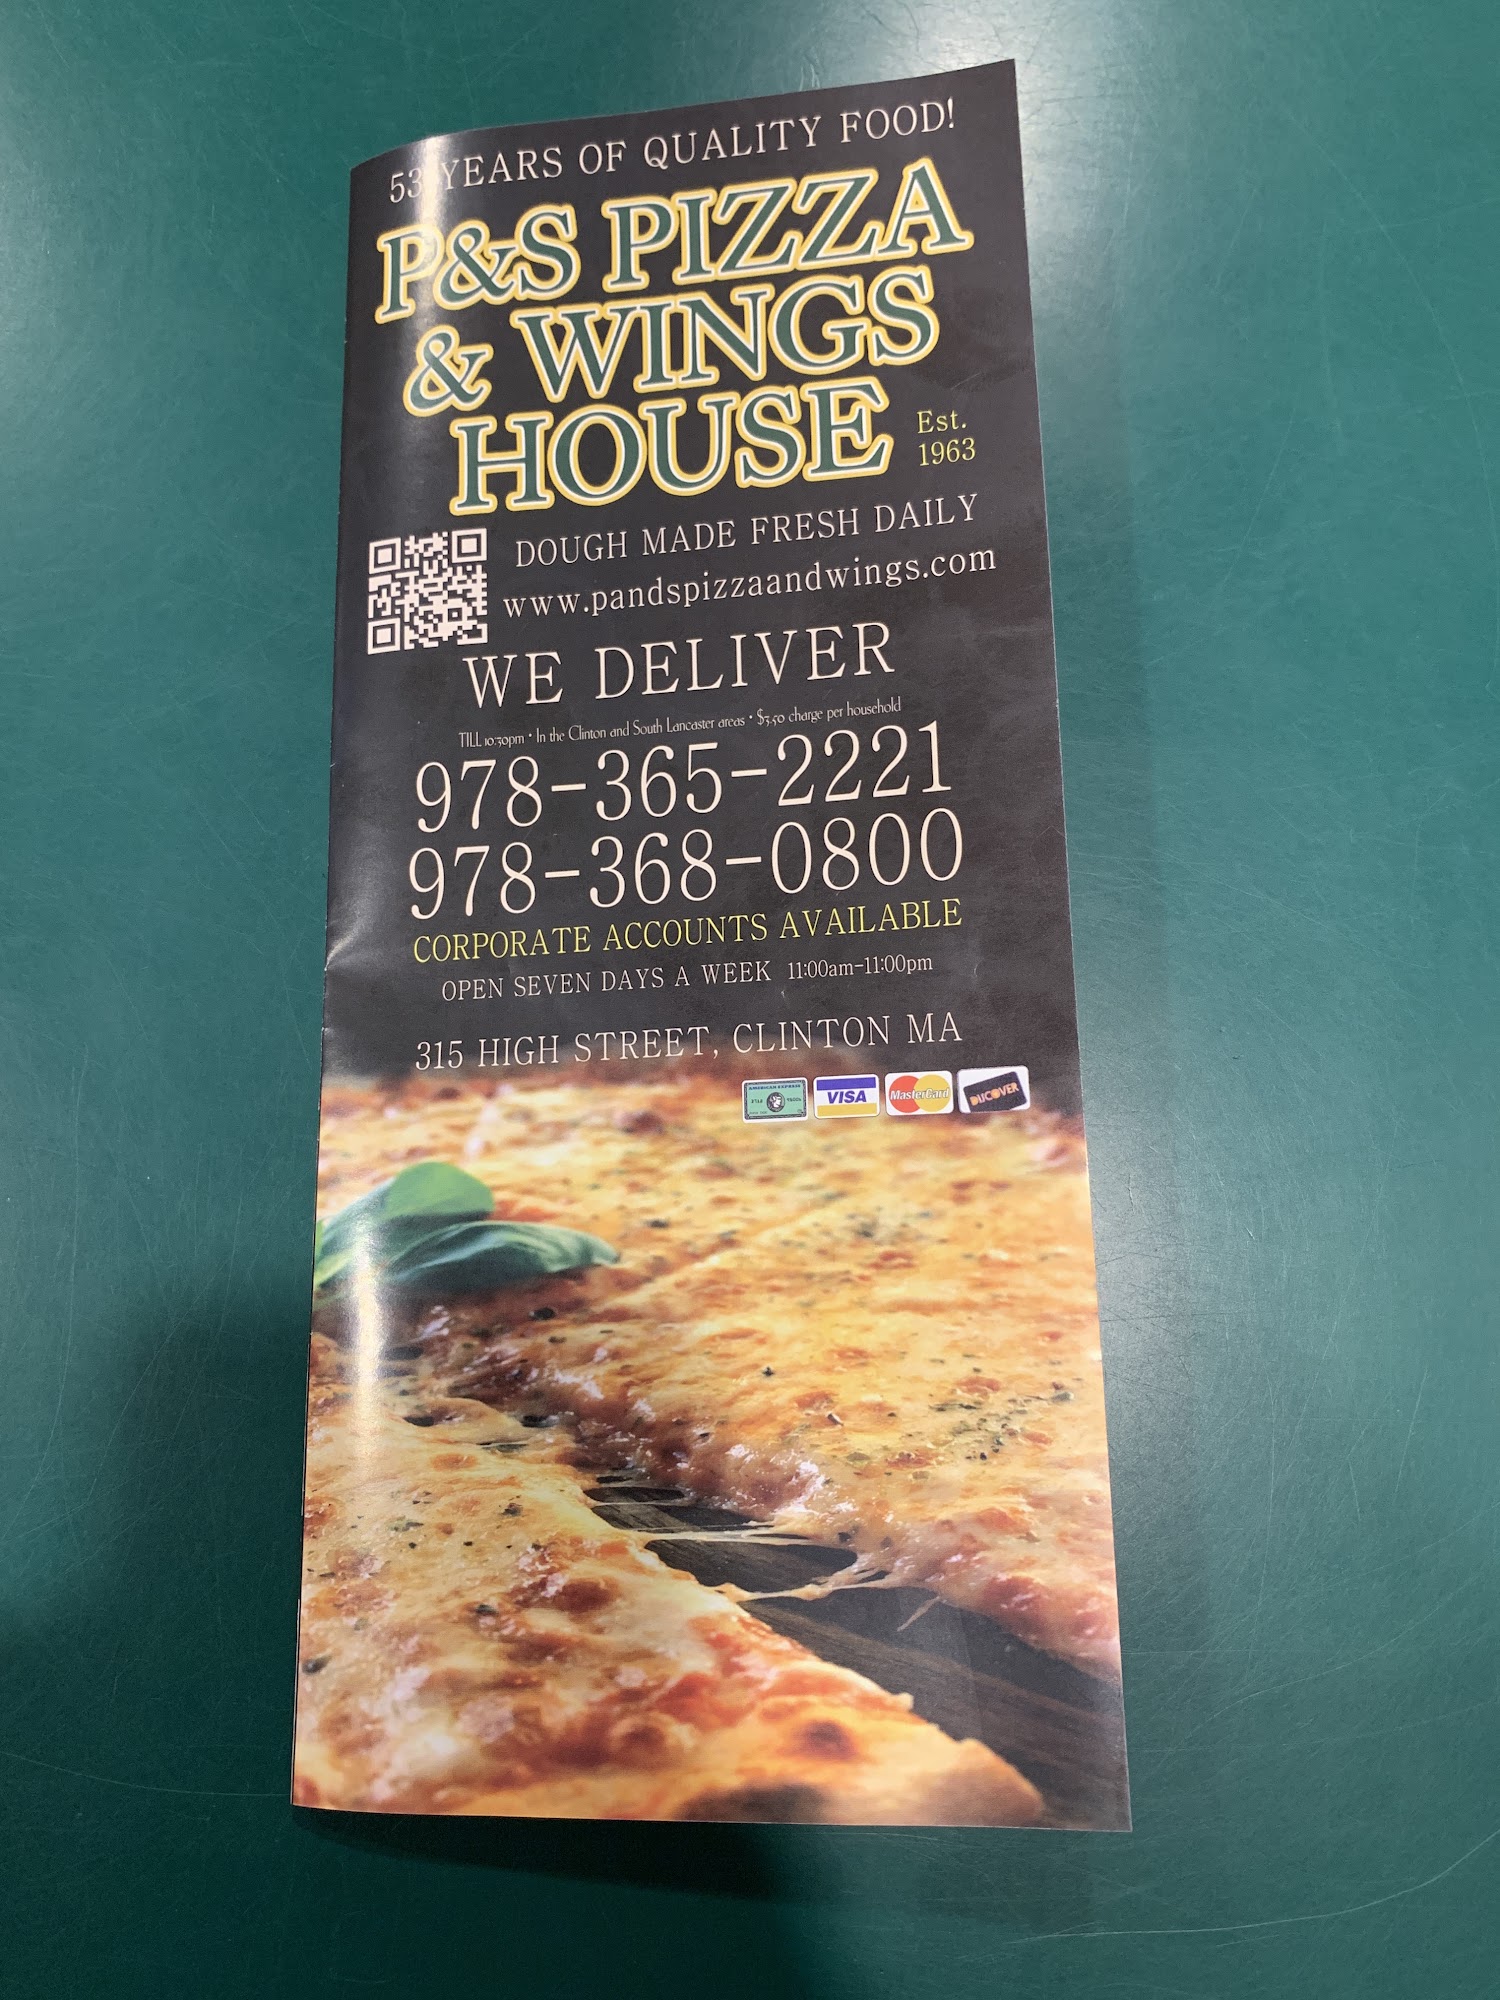 53 YEARS OF QUALITY FOOD!
P&S PIZZA
& WINGS
HOUSE
Est.
1963
DOUGH MADE FRESH DAILY
www.pandspizzaandwings.com
WE DELIVER
TILL 10:30pm • In the Clinton and South Lancaster areas • $3.50 charge per household
978-365-2221
978-368-0800
CORPORATE ACCOUNTS AVAILABLE
OPEN SEVEN DAYS A WEEK 11:00am-11:00pm
315 HIGH STREET, CLINTON MA
AMERICAN EXPRESS
VISA
MasterCard
DISCOVER